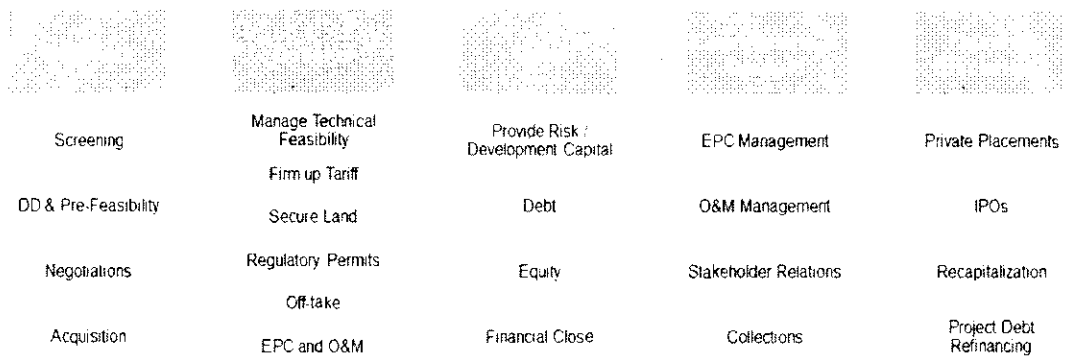 Screening
DD & Pre-Feasibility
Negotiations
Acquisition
Manage Technical
Feasibility
Firm up Tariff
Secure Land
Regulatory Permits
Off-take
EPC and O&M
Provide Risk /
Development Capital
Debt
Equity
Financial Close
EPC Management
O&M Management
Stakeholder Relations
Collections
Private Placements
IPOs
Recapitalization
Project Debt
Refinancing